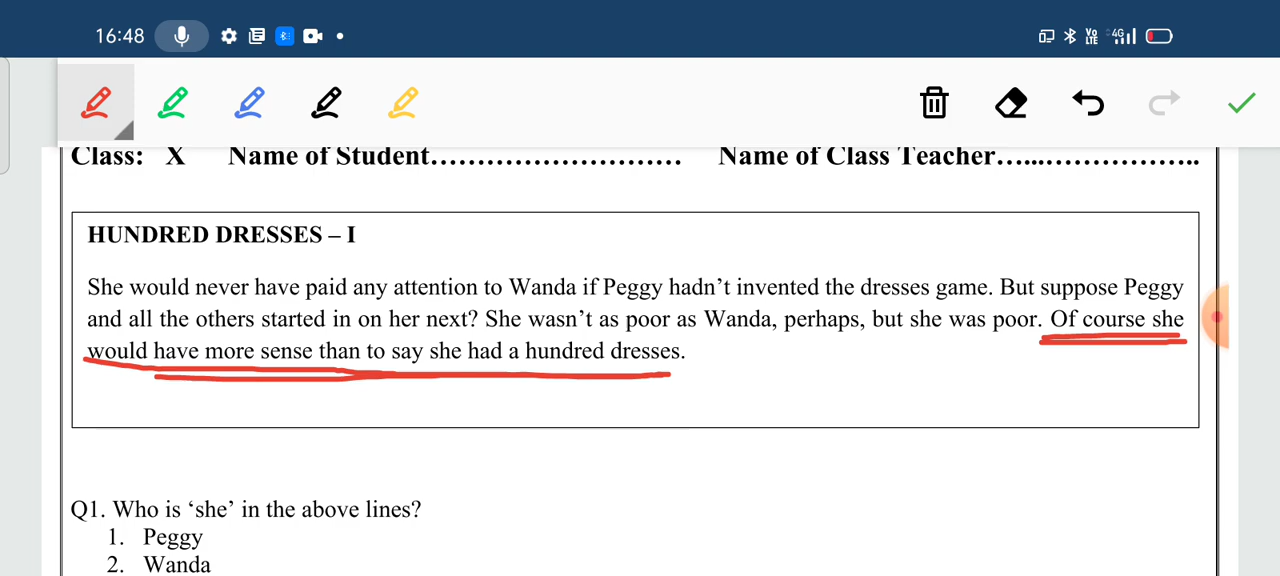 16:48
Vo LTE 4G
Class: X Name of Student........................... Name of Class Teacher......................
HUNDRED DRESSES – I
She would never have paid any attention to Wanda if Peggy hadn’t invented the dresses game. But suppose Peggy
and all the others started in on her next? She wasn’t as poor as Wanda, perhaps, but she was poor. Of course she
would have more sense than to say she had a hundred dresses.
Q1. Who is ‘she’ in the above lines?
1. Peggy
2. Wanda